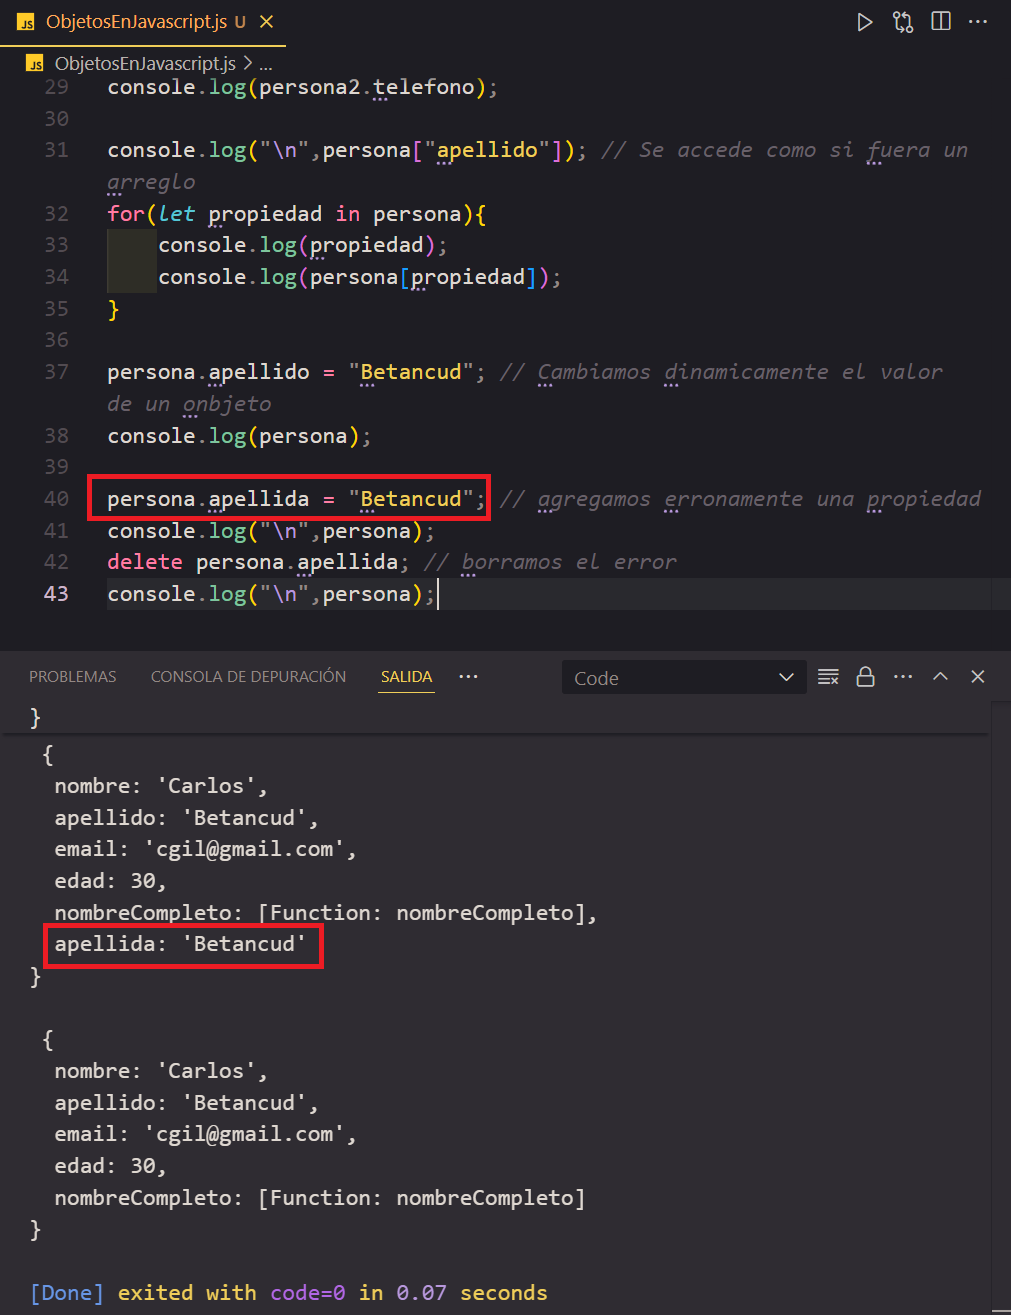 JS ObjetosEnJavascript.js U
JS ObjetosEnJavascript.js > ...
29 console.log(persona2.telefono);
30
31 console.log("\n",persona["apellido"]); // Se accede como si fuera un
arreglo
32 for(let propiedad in persona){
33 console.log(propiedad);
34 console.log(persona[propiedad]);
35 }
36
37 persona.apellido = "Betancud"; // Cambiamos dinamicamente el valor
de un onbjeto
38 console.log(persona);
39
40 persona.apellida = "Betancud"; // agregamos erronamente una propiedad
41 console.log("\n",persona);
42 delete persona.apellida; // borramos el error
43 console.log("\n",persona);
PROBLEMAS CONSOLA DE DEPURACIÓN SALIDA ... Code
}
{
nombre: 'Carlos',
apellido: 'Betancud',
email: 'cgil@gmail.com',
edad: 30,
nombreCompleto: [Function: nombreCompleto],
apellida: 'Betancud'
}
{
nombre: 'Carlos',
apellido: 'Betancud',
email: 'cgil@gmail.com',
edad: 30,
nombreCompleto: [Function: nombreCompleto]
}
[Done] exited with code=0 in 0.07 seconds